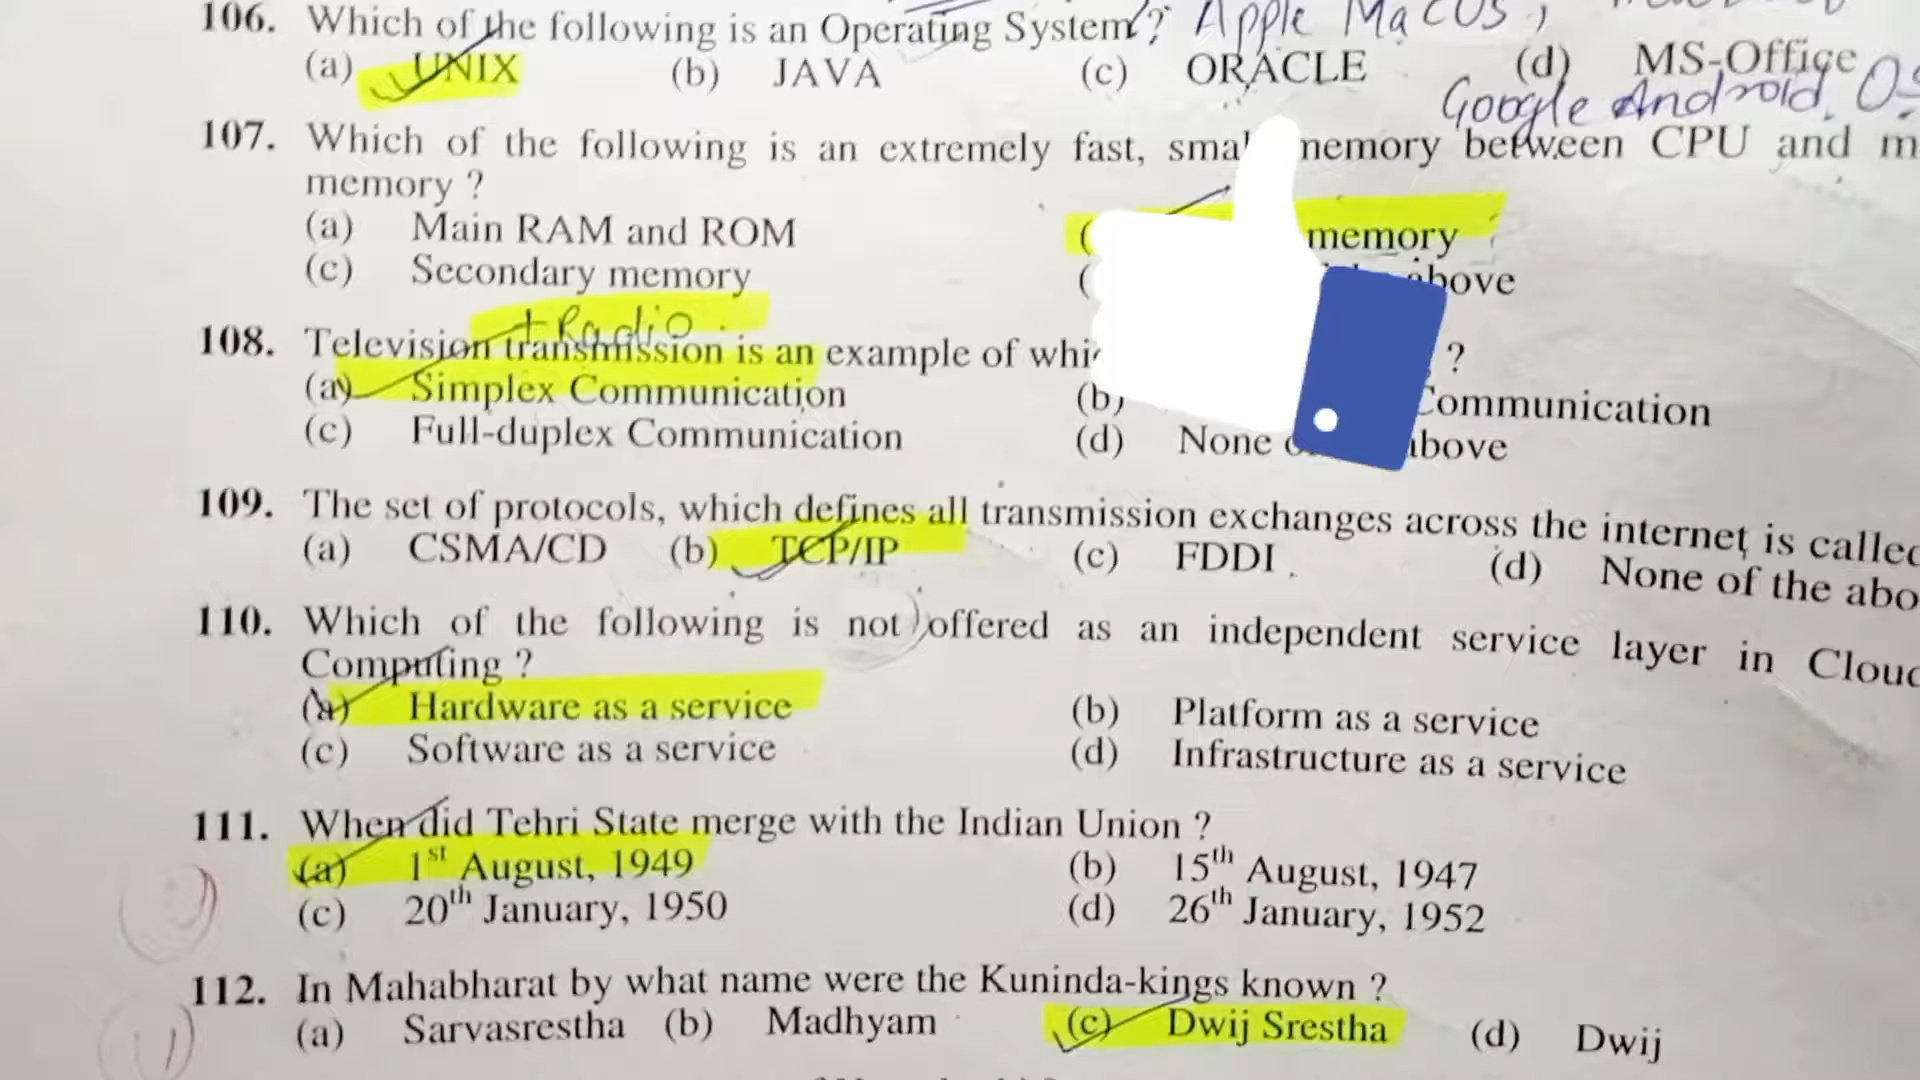 106. Which of the following is an Operating System? Apple MacOS,
(a) UNIX (b) JAVA (c) ORACLE (d) MS-Office
Google Android, OS
107. Which of the following is an extremely fast, small memory between CPU and
memory ?
(a) Main RAM and ROM memory
(c) Secondary memory above
+ Radio
108. Television transmission is an example of ?
(a) Simplex Communication (b) Communication
(c) Full-duplex Communication (d) None above
109. The set of protocols, which defines all transmission exchanges across the internet is called
(a) CSMA/CD (b) TCP/IP (c) FDDI (d) None of the abo
110. Which of the following is not offered as an independent service layer in Cloud
Computing ?
(a) Hardware as a service (b) Platform as a service
(c) Software as a service (d) Infrastructure as a service
111. When did Tehri State merge with the Indian Union ?
(a) 1st August, 1949 (b) 15th August, 1947
(c) 20th January, 1950 (d) 26th January, 1952
112. In Mahabharat by what name were the Kuninda-kings known ?
(a) Sarvasrestha (b) Madhyam (c) Dwij Srestha (d) Dwij